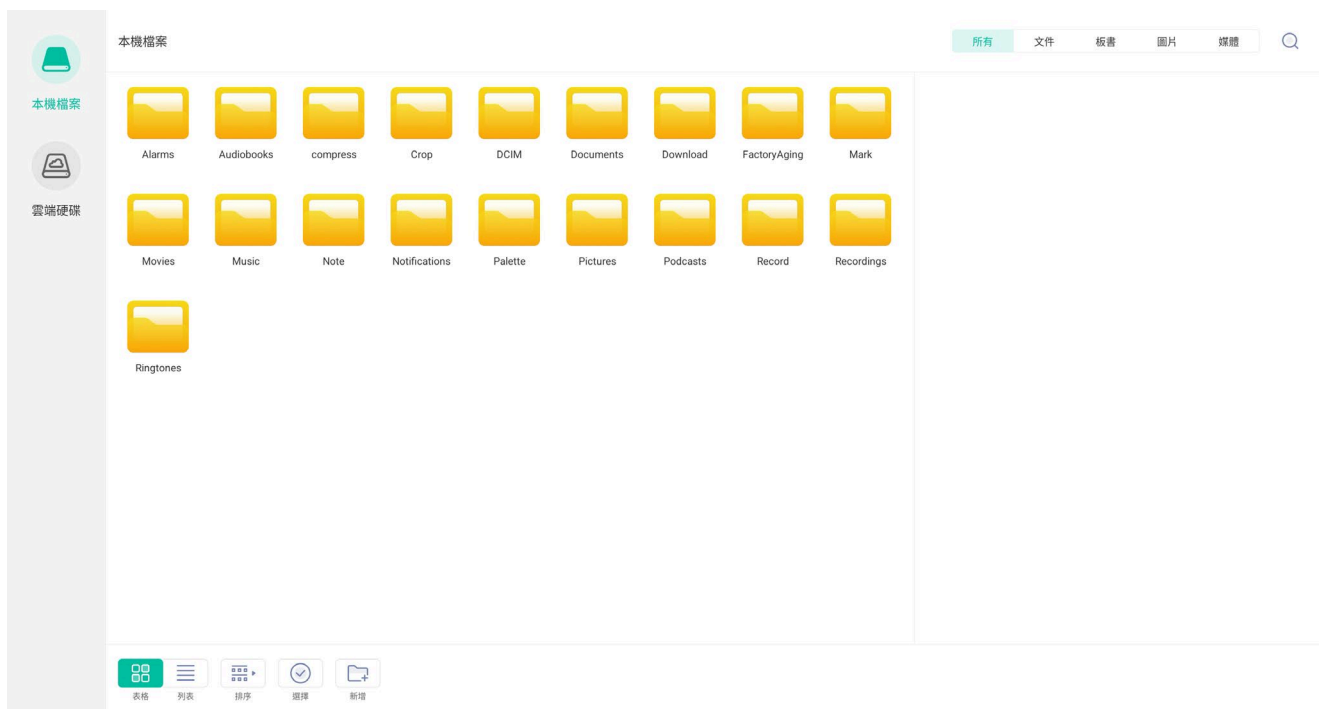 本機檔案
所有 文件 板書 圖片 媒體
本機檔案
雲端硬碟
Alarms Audiobooks compress Crop DCIM Documents Download FactoryAging Mark
Movies Music Note Notifications Palette Pictures Podcasts Record Recordings
Ringtones
表格 列表 排序 選擇 新增